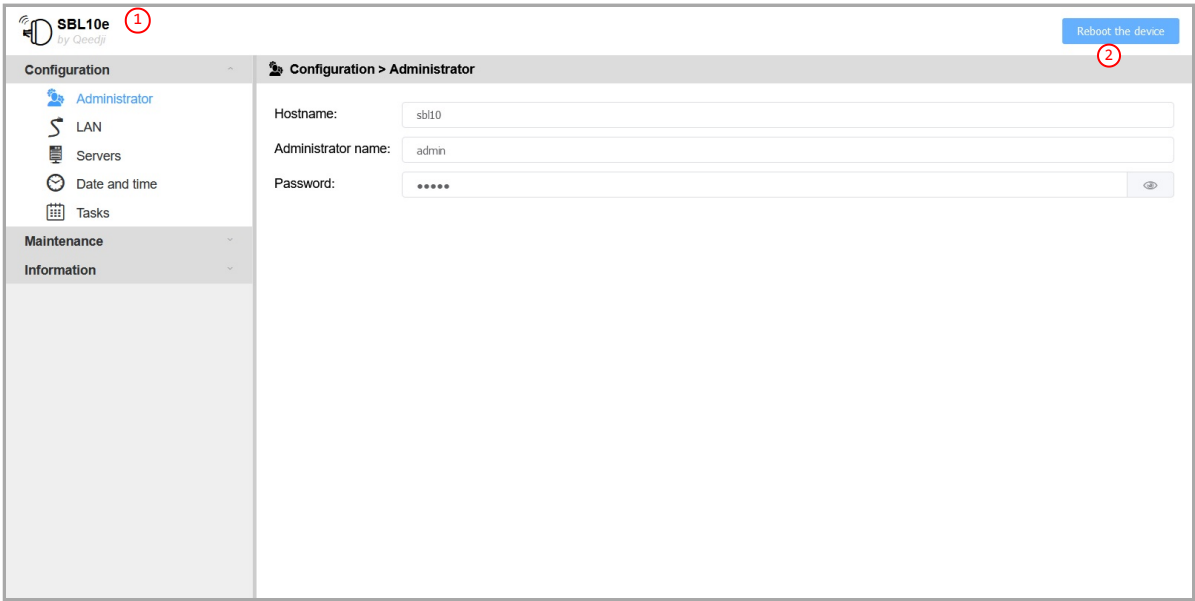 SBL10e
1
by Qeedji
Reboot the device
2
Configuration
Configuration > Administrator
Administrator
LAN
Servers
Date and time
Tasks
Maintenance
Information
Hostname:
sbl10
Administrator name:
admin
Password:
•••••